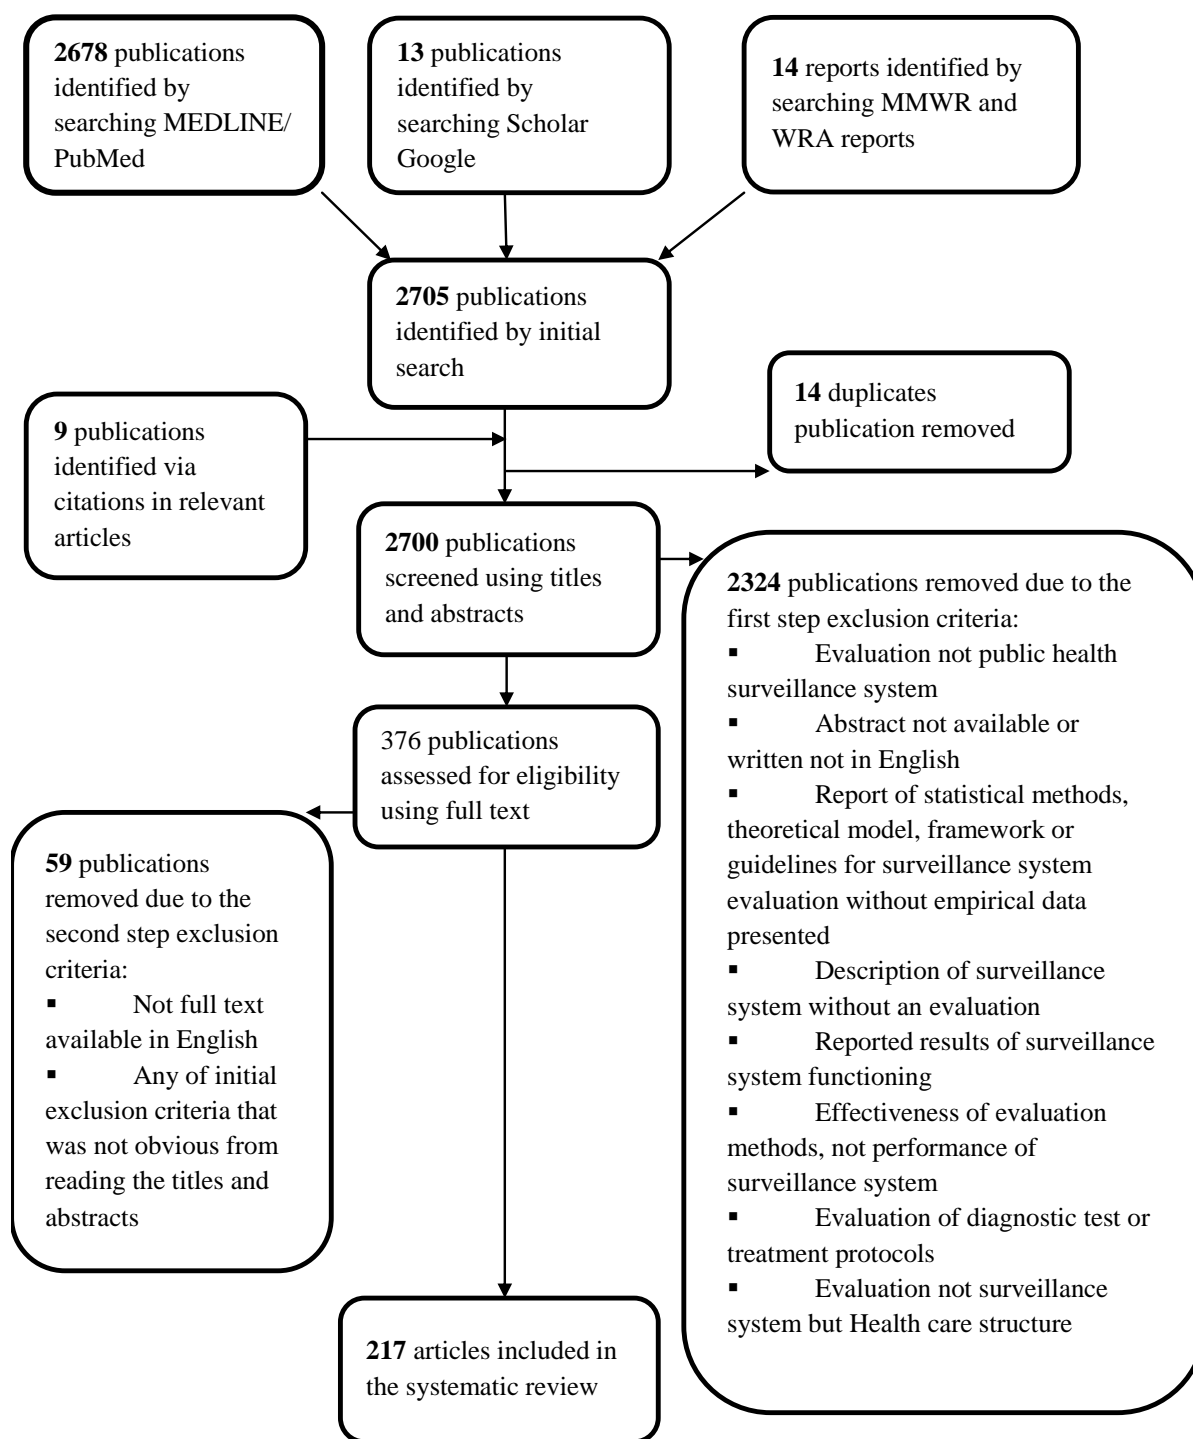 2678 publications
identified by
searching MEDLINE/
PubMed
13 publications
identified by
searching Scholar
Google
14 reports identified by
searching MMWR and
WRA reports
2705 publications
identified by initial
search
9 publications
identified via
citations in relevant
articles
14 duplicates
publication removed
2700 publications
screened using titles
and abstracts
2324 publications removed due to the
first step exclusion criteria:
▪ Evaluation not public health
surveillance system
▪ Abstract not available or
written not in English
▪ Report of statistical methods,
theoretical model, framework or
guidelines for surveillance system
evaluation without empirical data
presented
▪ Description of surveillance
system without an evaluation
▪ Reported results of surveillance
system functioning
▪ Effectiveness of evaluation
methods, not performance of
surveillance system
▪ Evaluation of diagnostic test or
treatment protocols
▪ Evaluation not surveillance
system but Health care structure
376 publications
assessed for eligibility
using full text
59 publications
removed due to the
second step exclusion
criteria:
▪ Not full text
available in English
▪ Any of initial
exclusion criteria that
was not obvious from
reading the titles and
abstracts
217 articles included in
the systematic review